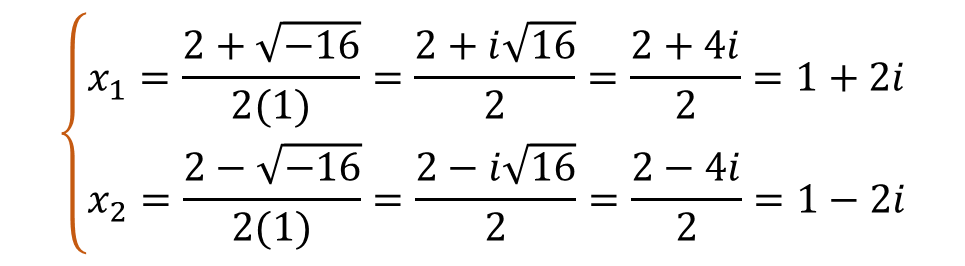 x₁ = (2 + √−16)/(2(1)) = (2 + i√16)/2 = (2 + 4i)/2 = 1 + 2i
x₂ = (2 − √−16)/(2(1)) = (2 − i√16)/2 = (2 − 4i)/2 = 1 − 2i